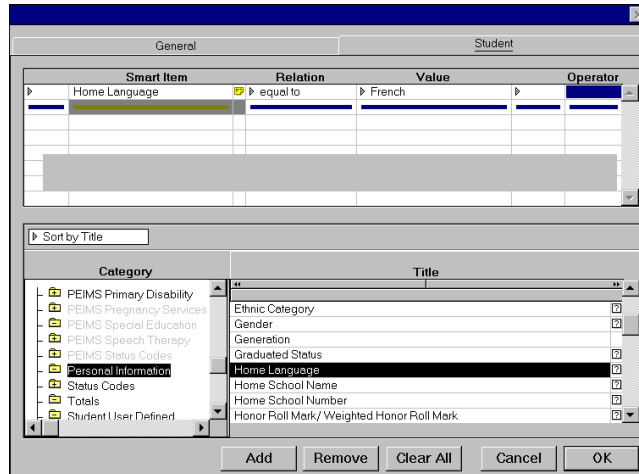 General Student
Smart Item Relation Value Operator
Home Language equal to French
Sort by Title
Category Title
PEIMS Primary Disability
PEIMS Pregnancy Services
PEIMS Special Education
PEIMS Speech Therapy
PEIMS Status Codes
Personal Information
Status Codes
Totals
Student User Defined
Ethnic Category
Gender
Generation
Graduated Status
Home Language
Home School Name
Home School Number
Honor Roll Mark/ Weighted Honor Roll Mark
Add Remove Clear All Cancel OK